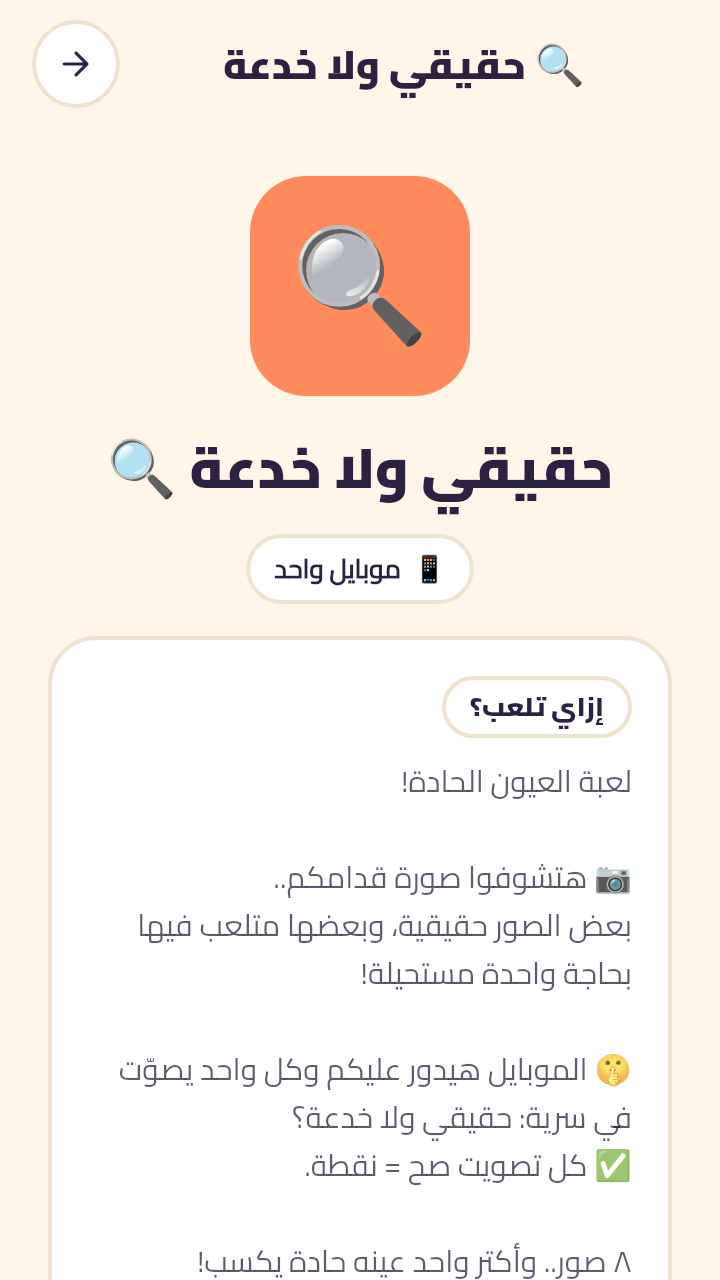 🔍 حقيقي ولا خدعة
حقيقي ولا خدعة 🔍
📱 موبايل واحد
إزاي تلعب؟
لعبة العيون الحادة!
📷 هتشوفوا صورة قدامكم..
بعض الصور حقيقية، وبعضها متلعب فيها
بحاجة واحدة مستحيلة!
🤫 الموبايل هيدور عليكم وكل واحد يصوّت
في سرية: حقيقي ولا خدعة؟
✅ كل تصويت صح = نقطة.
٨ صور.. وأكتر واحد عينه حادة يكسب!